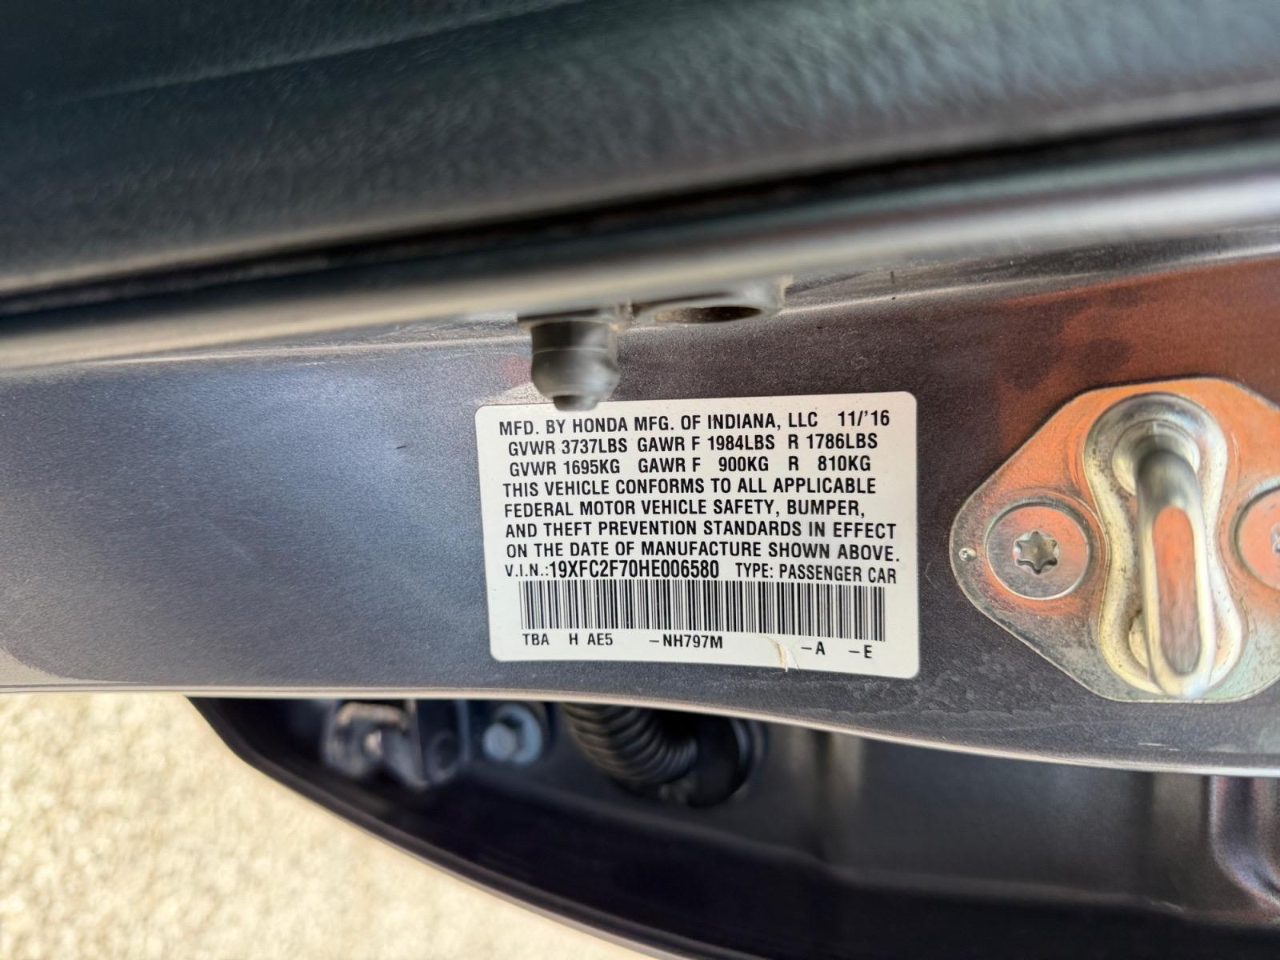 MFD. BY HONDA MFG. OF INDIANA, LLC 11/'16
GVWR 3737LBS GAWR F 1984LBS R 1786LBS
GVWR 1695KG GAWR F 900KG R 810KG
THIS VEHICLE CONFORMS TO ALL APPLICABLE
FEDERAL MOTOR VEHICLE SAFETY, BUMPER,
AND THEFT PREVENTION STANDARDS IN EFFECT
ON THE DATE OF MANUFACTURE SHOWN ABOVE.
V.I.N.:19XFC2F70HE006580 TYPE: PASSENGER CAR
TBA H AE5 -NH797M -A -E